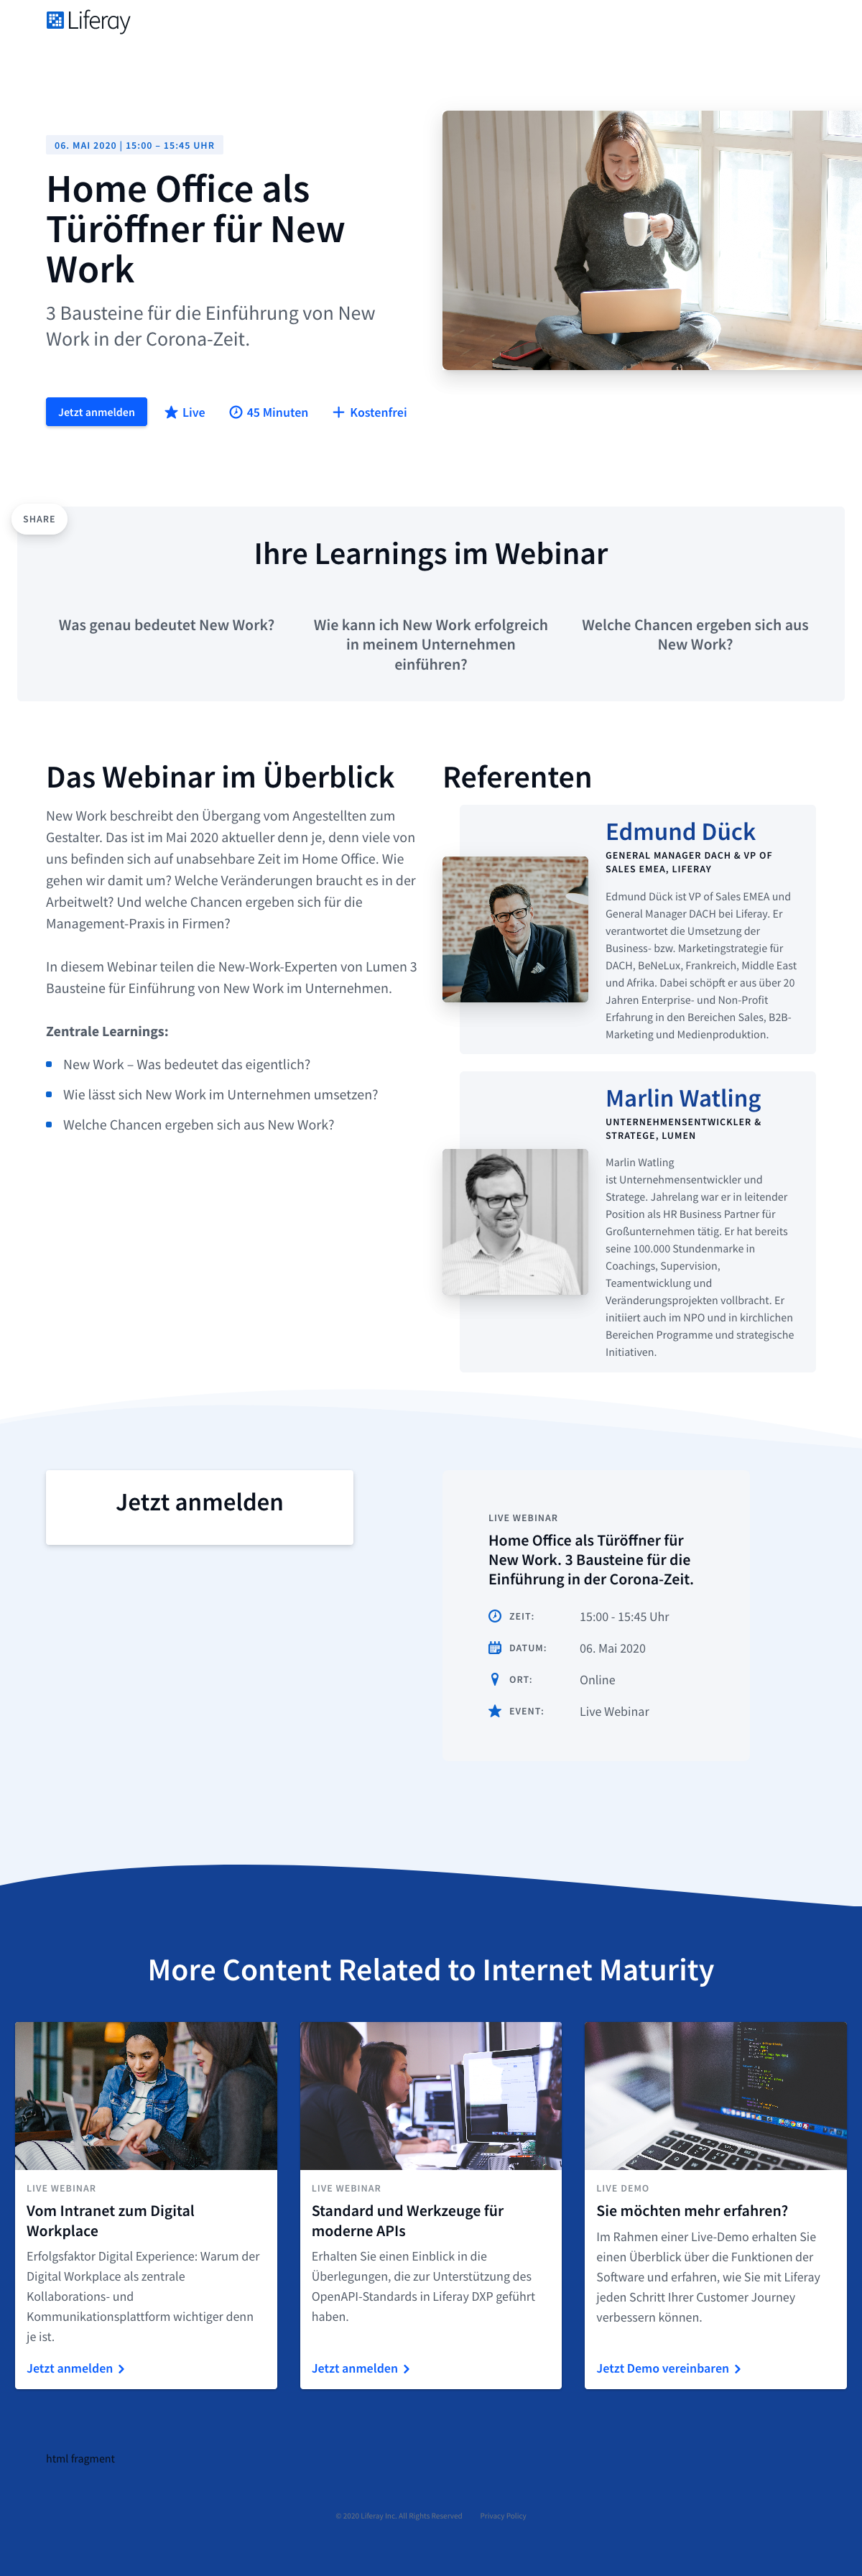 Liferay
06. MAI 2020 | 15:00 – 15:45 UHR
Home Office als
Türöffner für New
Work
3 Bausteine für die Einführung von New
Work in der Corona-Zeit.
Jetzt anmelden
Live
45 Minuten
Kostenfrei
SHARE
Ihre Learnings im Webinar
Was genau bedeutet New Work?
Wie kann ich New Work erfolgreich
in meinem Unternehmen
einführen?
Welche Chancen ergeben sich aus
New Work?
Das Webinar im Überblick
New Work beschreibt den Übergang vom Angestellten zum
Gestalter. Das ist im Mai 2020 aktueller denn je, denn viele von
uns befinden sich auf unabsehbare Zeit im Home Office. Wie
gehen wir damit um? Welche Veränderungen braucht es in der
Arbeitwelt? Und welche Chancen ergeben sich für die
Management-Praxis in Firmen?
In diesem Webinar teilen die New-Work-Experten von Lumen 3
Bausteine für Einführung von New Work im Unternehmen.
Zentrale Learnings:
New Work – Was bedeutet das eigentlich?
Wie lässt sich New Work im Unternehmen umsetzen?
Welche Chancen ergeben sich aus New Work?
Referenten
Edmund Dück
GENERAL MANAGER DACH & VP OF
SALES EMEA, LIFERAY
Edmund Dück ist VP of Sales EMEA und
General Manager DACH bei Liferay. Er
verantwortet die Umsetzung der
Business- bzw. Marketingstrategie für
DACH, BeNeLux, Frankreich, Middle East
und Afrika. Dabei schöpft er aus über 20
Jahren Enterprise- und Non-Profit
Erfahrung in den Bereichen Sales, B2B-
Marketing und Medienproduktion.
Marlin Watling
UNTERNEHMENSENTWICKLER &
STRATEGE, LUMEN
Marlin Watling
ist Unternehmensentwickler und
Stratege. Jahrelang war er in leitender
Position als HR Business Partner für
Großunternehmen tätig. Er hat bereits
seine 100.000 Stundenmarke in
Coachings, Supervision,
Teamentwicklung und
Veränderungsprojekten vollbracht. Er
initiiert auch im NPO und in kirchlichen
Bereichen Programme und strategische
Initiativen.
Jetzt anmelden
LIVE WEBINAR
Home Office als Türöffner für
New Work. 3 Bausteine für die
Einführung in der Corona-Zeit.
ZEIT: 15:00 - 15:45 Uhr
DATUM: 06. Mai 2020
ORT: Online
EVENT: Live Webinar
More Content Related to Internet Maturity
LIVE WEBINAR
Vom Intranet zum Digital
Workplace
Erfolgsfaktor Digital Experience: Warum der
Digital Workplace als zentrale
Kollaborations- und
Kommunikationsplattform wichtiger denn
je ist.
Jetzt anmelden
LIVE WEBINAR
Standard und Werkzeuge für
moderne APIs
Erhalten Sie einen Einblick in die
Überlegungen, die zur Unterstützung des
OpenAPI-Standards in Liferay DXP geführt
haben.
Jetzt anmelden
LIVE DEMO
Sie möchten mehr erfahren?
Im Rahmen einer Live-Demo erhalten Sie
einen Überblick über die Funktionen der
Software und erfahren, wie Sie mit Liferay
jeden Schritt Ihrer Customer Journey
verbessern können.
Jetzt Demo vereinbaren
html fragment
© 2020 Liferay Inc. All Rights Reserved Privacy Policy